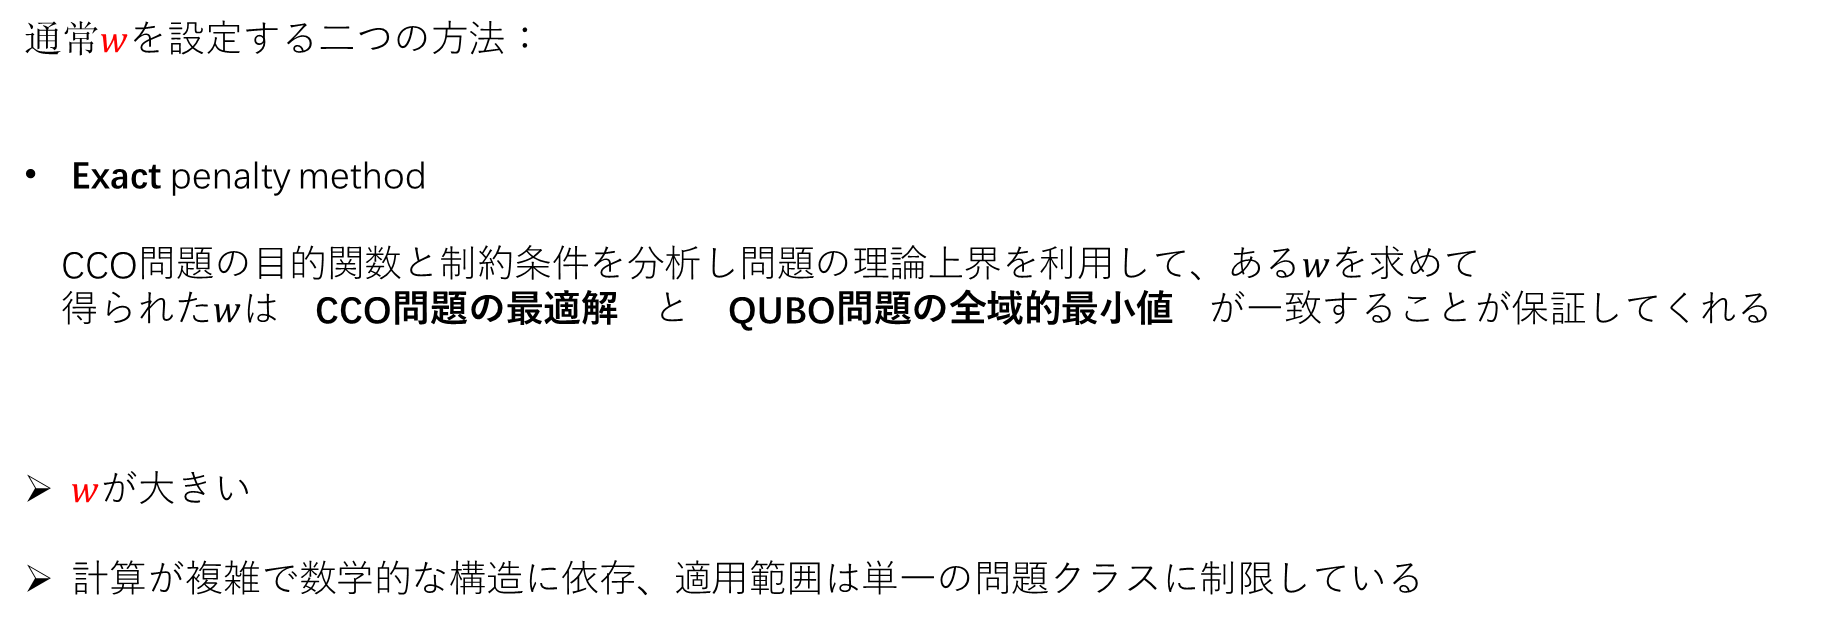 通常wを設定する二つの方法：
• Exact penalty method
CCO問題の目的関数と制約条件を分析し問題の理論上界を利用して、あるwを求めて
得られたwは　CCO問題の最適解　と　QUBO問題の全域的最小値　が一致することが保証してくれる
➢ wが大きい
➢ 計算が複雑で数学的な構造に依存、適用範囲は単一の問題クラスに制限している